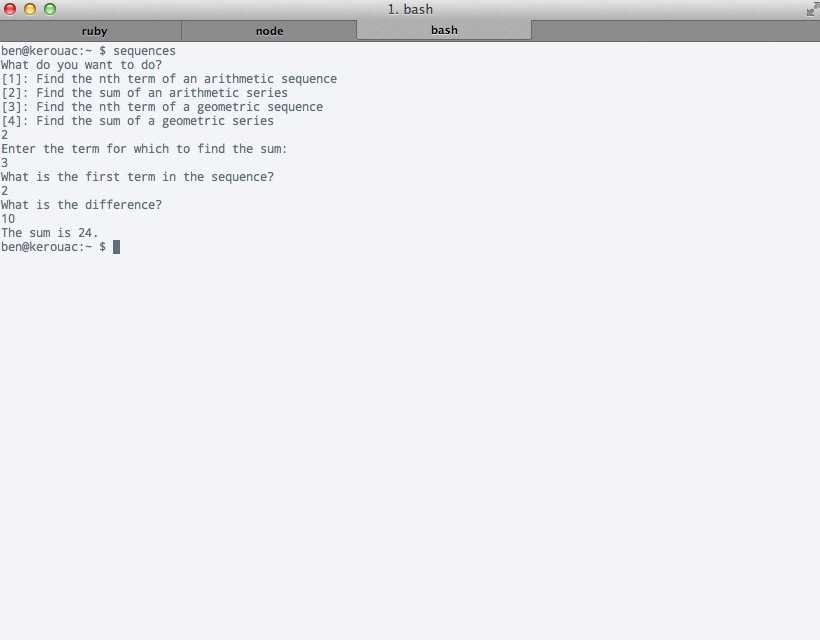 1. bash
ruby node bash
ben@kerouac:~ $ sequences
What do you want to do?
[1]: Find the nth term of an arithmetic sequence
[2]: Find the sum of an arithmetic series
[3]: Find the nth term of a geometric sequence
[4]: Find the sum of a geometric series
2
Enter the term for which to find the sum:
3
What is the first term in the sequence?
2
What is the difference?
10
The sum is 24.
ben@kerouac:~ $